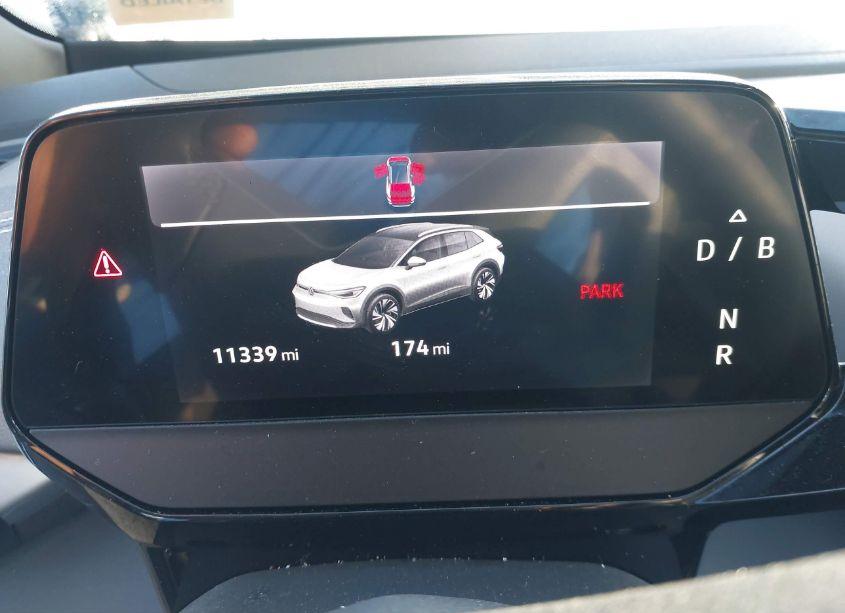 D / B
PARK
N
11339 mi
174 mi
R